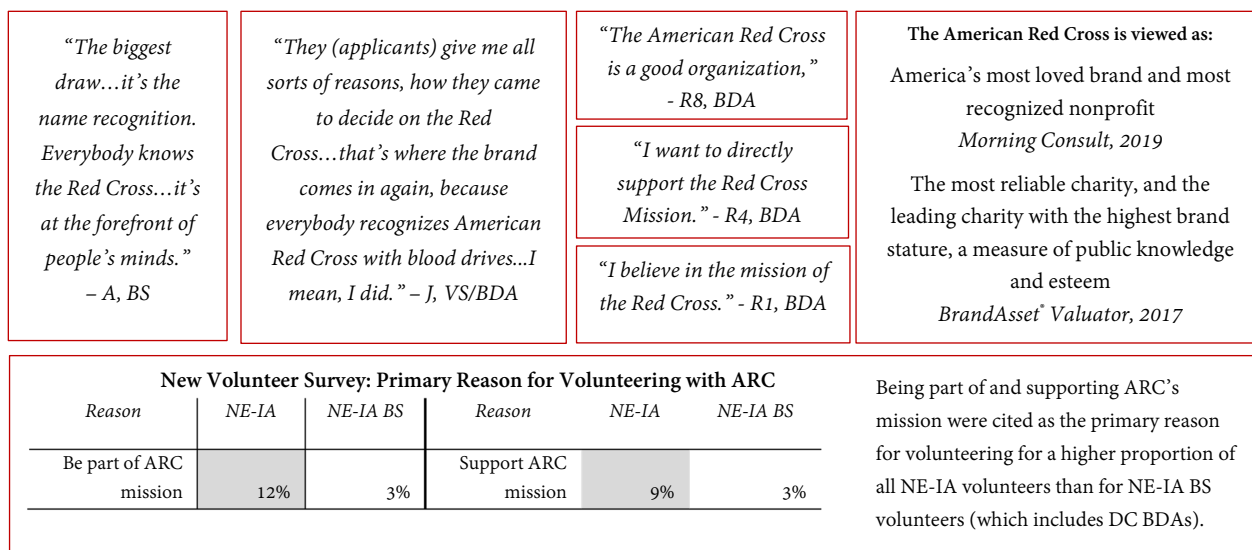 “The biggest
draw…it’s the
name recognition.
Everybody knows
the Red Cross…it’s
at the forefront of
people’s minds.”
– A, BS
“They (applicants) give me all
sorts of reasons, how they came
to decide on the Red
Cross…that’s where the brand
comes in again, because
everybody recognizes American
Red Cross with blood drives...I
mean, I did.” – J, VS/BDA
“The American Red Cross
is a good organization,”
- R8, BDA
“I want to directly
support the Red Cross
Mission.” - R4, BDA
“I believe in the mission of
the Red Cross.” - R1, BDA
The American Red Cross is viewed as:
America’s most loved brand and most
recognized nonprofit
Morning Consult, 2019
The most reliable charity, and the
leading charity with the highest brand
stature, a measure of public knowledge
and esteem
BrandAsset® Valuator, 2017
New Volunteer Survey: Primary Reason for Volunteering with ARC
Reason NE-IA NE-IA BS Reason NE-IA NE-IA BS
Be part of ARC Support ARC
mission 12% 3% mission 9% 3%
Being part of and supporting ARC’s
mission were cited as the primary reason
for volunteering for a higher proportion of
all NE-IA volunteers than for NE-IA BS
volunteers (which includes DC BDAs).